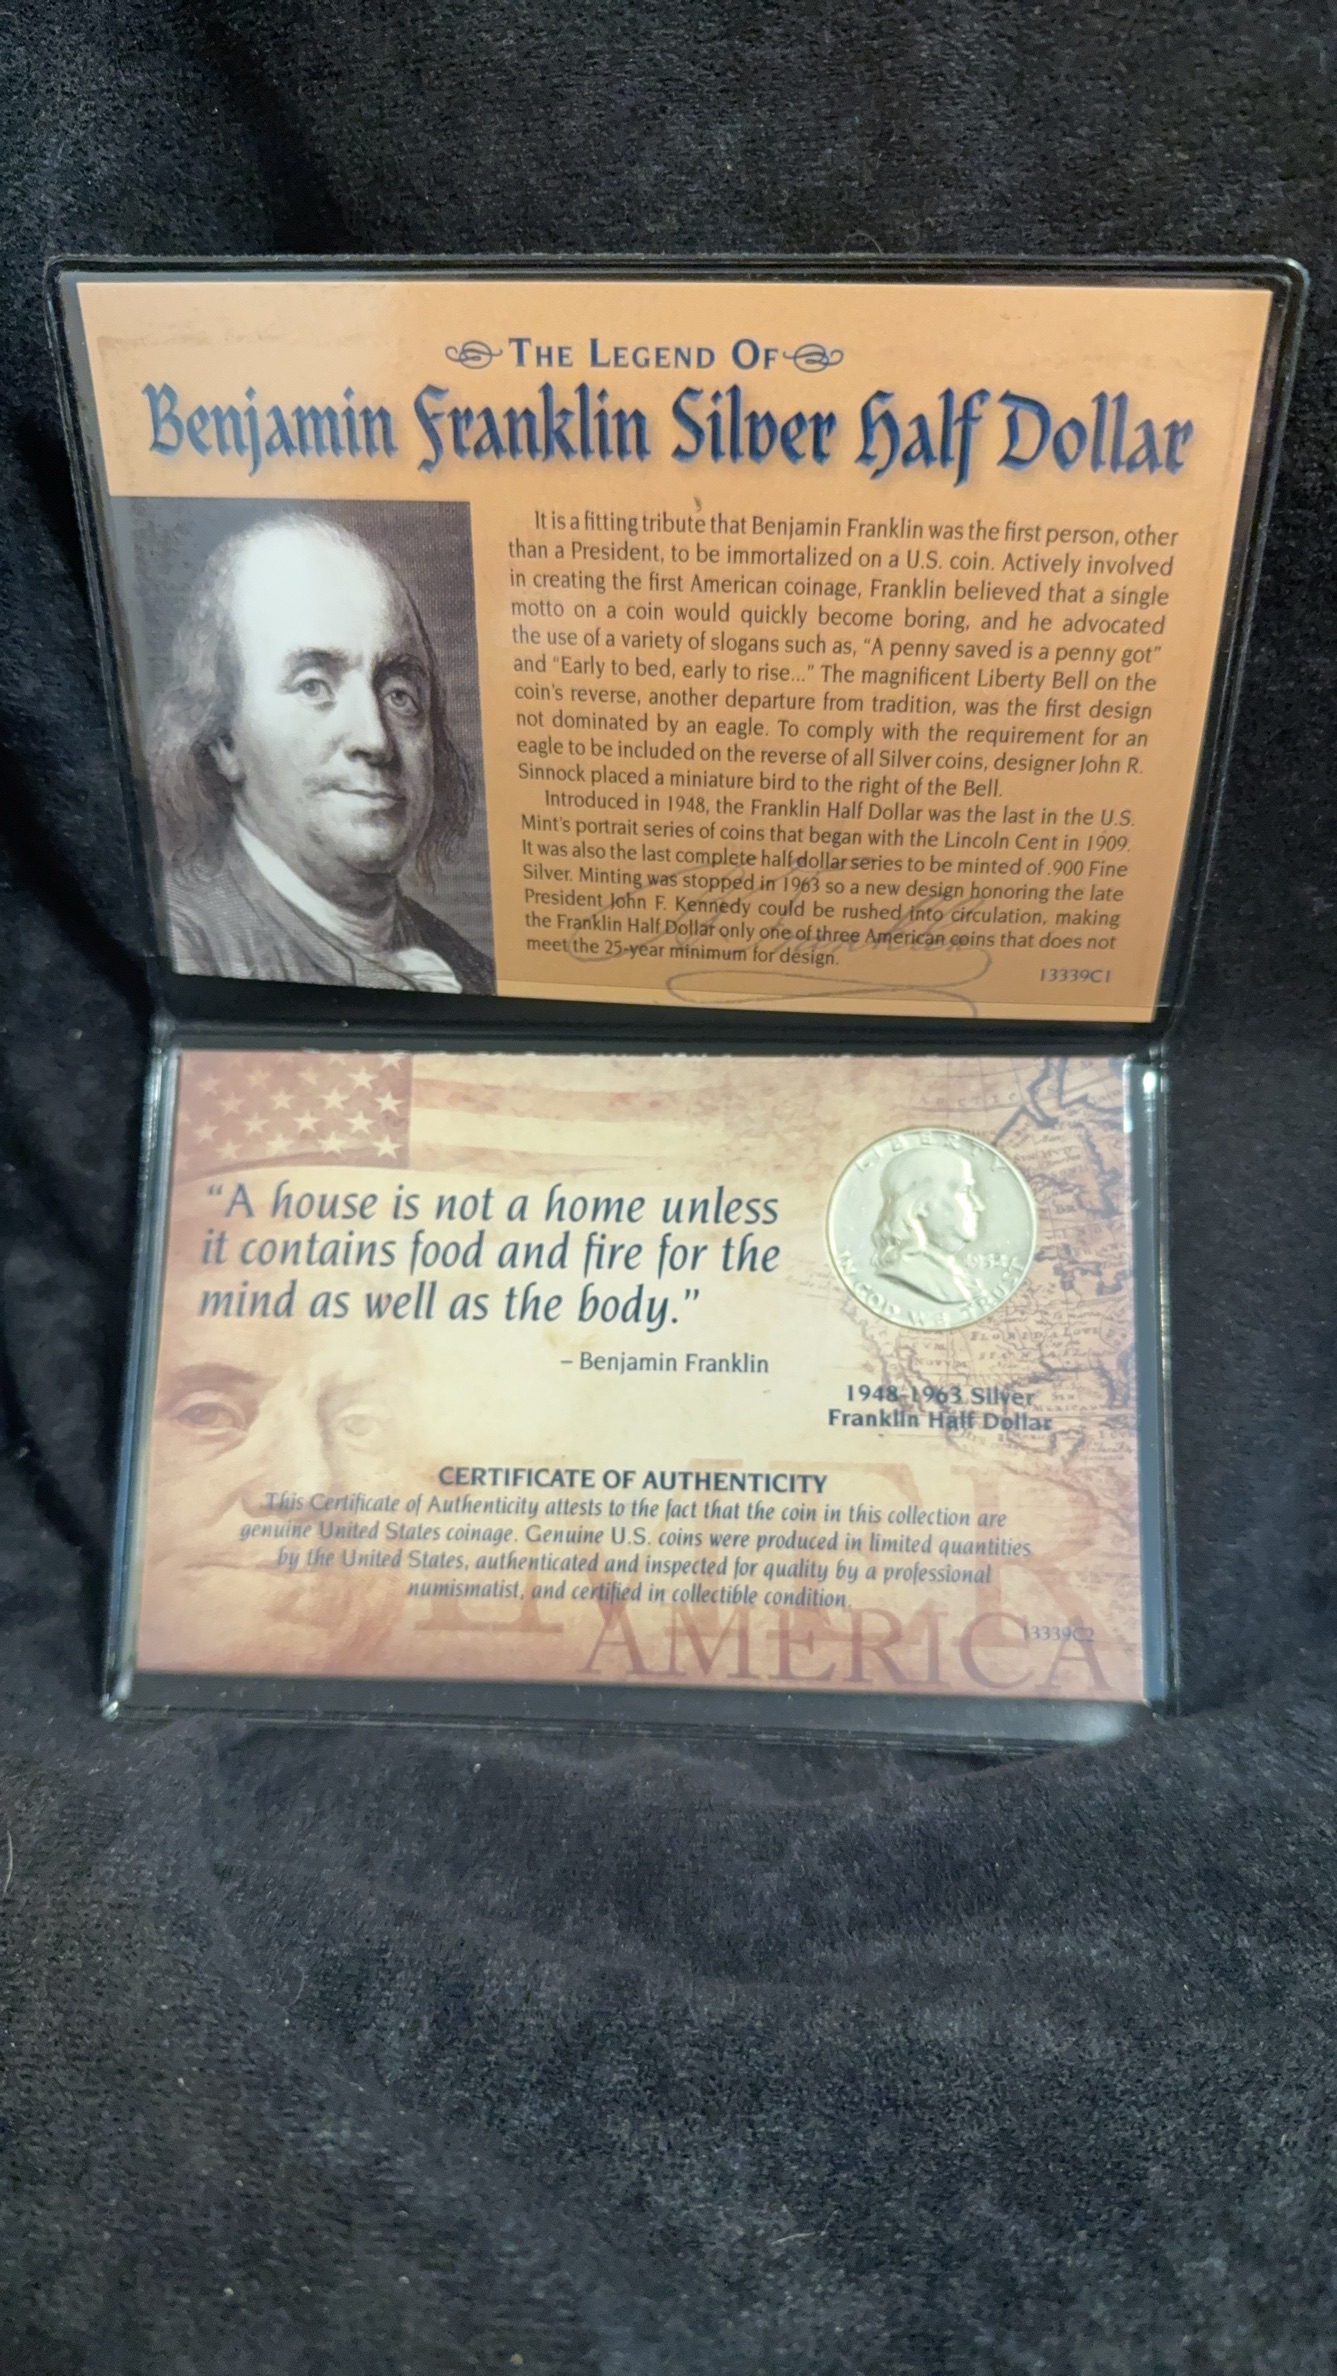 THE LEGEND OF
Benjamin Franklin Silver Half Dollar
It is a fitting tribute that Benjamin Franklin was the first person, other
than a President, to be immortalized on a U.S. coin. Actively involved
in creating the first American coinage, Franklin believed that a single
motto on a coin would quickly become boring, and he advocated
the use of a variety of slogans such as, “A penny saved is a penny got”
and “Early to bed, early to rise...” The magnificent Liberty Bell on the
coin's reverse, another departure from tradition, was the first design
not dominated by an eagle. To comply with the requirement for an
eagle to be included on the reverse of all Silver coins, designer John R.
Sinnock placed a miniature bird to the right of the Bell.
Introduced in 1948, the Franklin Half Dollar was the last in the U.S.
Mint's portrait series of coins that began with the Lincoln Cent in 1909.
It was also the last complete half dollar series to be minted of .900 Fine
Silver. Minting was stopped in 1963 so a new design honoring the late
President John F. Kennedy could be rushed into circulation, making
the Franklin Half Dollar only one of three American coins that does not
meet the 25-year minimum for design.
13339C1
“A house is not a home unless
it contains food and fire for the
mind as well as the body.”
– Benjamin Franklin
LIBERTY
IN GOD WE TRUST
1948-1963 Silver
Franklin Half Dollar
CERTIFICATE OF AUTHENTICITY
This Certificate of Authenticity attests to the fact that the coin in this collection are
genuine United States coinage. Genuine U.S. coins were produced in limited quantities
by the United States, authenticated and inspected for quality by a professional
numismatist, and certified in collectible condition.
13339C2
AMERICA